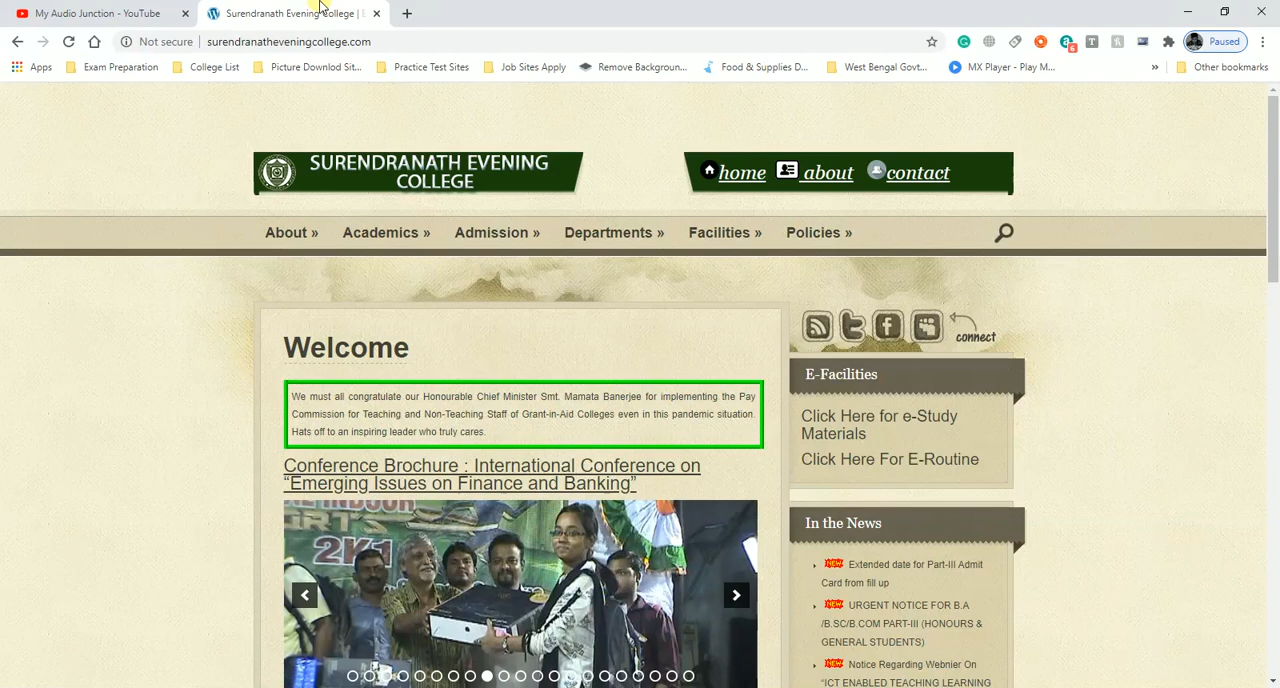 My Audio Junction - YouTube
Surendranath Evening College | E
Not secure
surendranatheveningcollege.com
6
T
Paused
Apps
Exam Preparation
College List
Picture Downlod Sit...
Practice Test Sites
Job Sites Apply
Remove Backgroun...
Food & Supplies D...
West Bengal Govt...
MX Player - Play M...
»
Other bookmarks
SURENDRANATH EVENING
COLLEGE
home
about
contact
About »
Academics »
Admission »
Departments »
Facilities »
Policies »
Welcome
We must all congratulate our Honourable Chief Minister Smt. Mamata Banerjee for implementing the Pay
Commission for Teaching and Non-Teaching Staff of Grant-in-Aid Colleges even in this pandemic situation.
Hats off to an inspiring leader who truly cares.
Conference Brochure : International Conference on
“Emerging Issues on Finance and Banking”
2K1
connect
E-Facilities
Click Here for e-Study
Materials
Click Here For E-Routine
In the News
NEW Extended date for Part-III Admit
Card from fill up
NEW URGENT NOTICE FOR B.A
/B.SC/B.COM PART-III (HONOURS &
GENERAL STUDENTS)
NEW Notice Regarding Webnier On
“ICT ENABLED TEACHING LEARNING